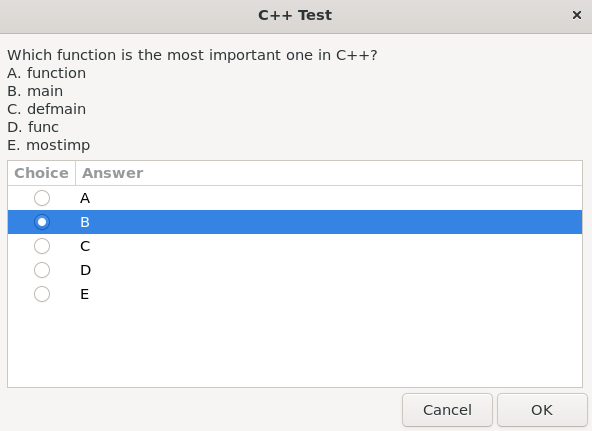 C++ Test
Which function is the most important one in C++?
A. function
B. main
C. defmain
D. func
E. mostimp
Choice Answer
A
B
C
D
E
Cancel OK